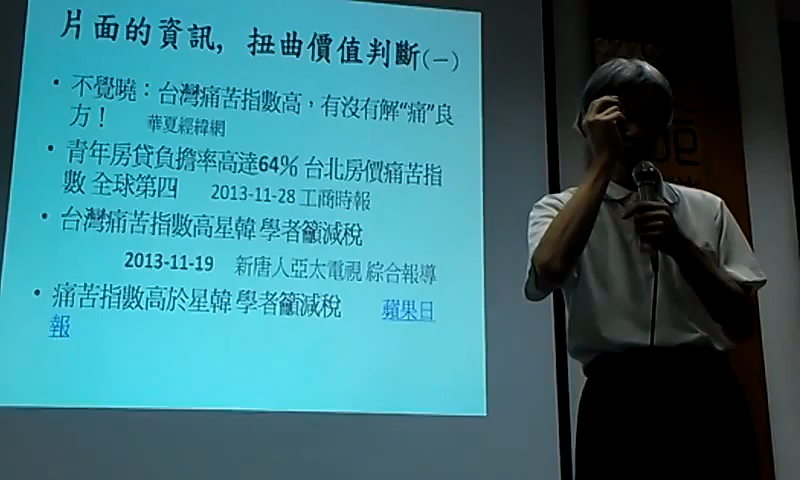 片面的資訊, 扭曲價值判斷(一)
• 不覺曉：台灣痛苦指數高，有沒有解“痛”良
方！ 華夏經緯網
• 青年房貸負擔率高達64% 台北房價痛苦指
數 全球第四 2013-11-28 工商時報
• 台灣痛苦指數高星韓 學者籲減稅
2013-11-19 新唐人亞太電視 綜合報導
• 痛苦指數高於星韓 學者籲減稅 蘋果日
報